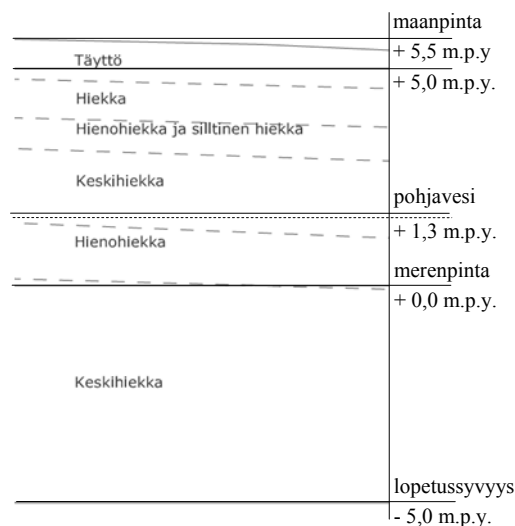 maanpinta
+ 5,5 m.p.y
Täyttö
+ 5,0 m.p.y.
Hiekka
Hienohiekka ja silltinen hiekka
Keskihiekka
pohjavesi
+ 1,3 m.p.y.
Hienohiekka
merenpinta
+ 0,0 m.p.y.
Keskihiekka
lopetussyvyys
- 5,0 m.p.y.